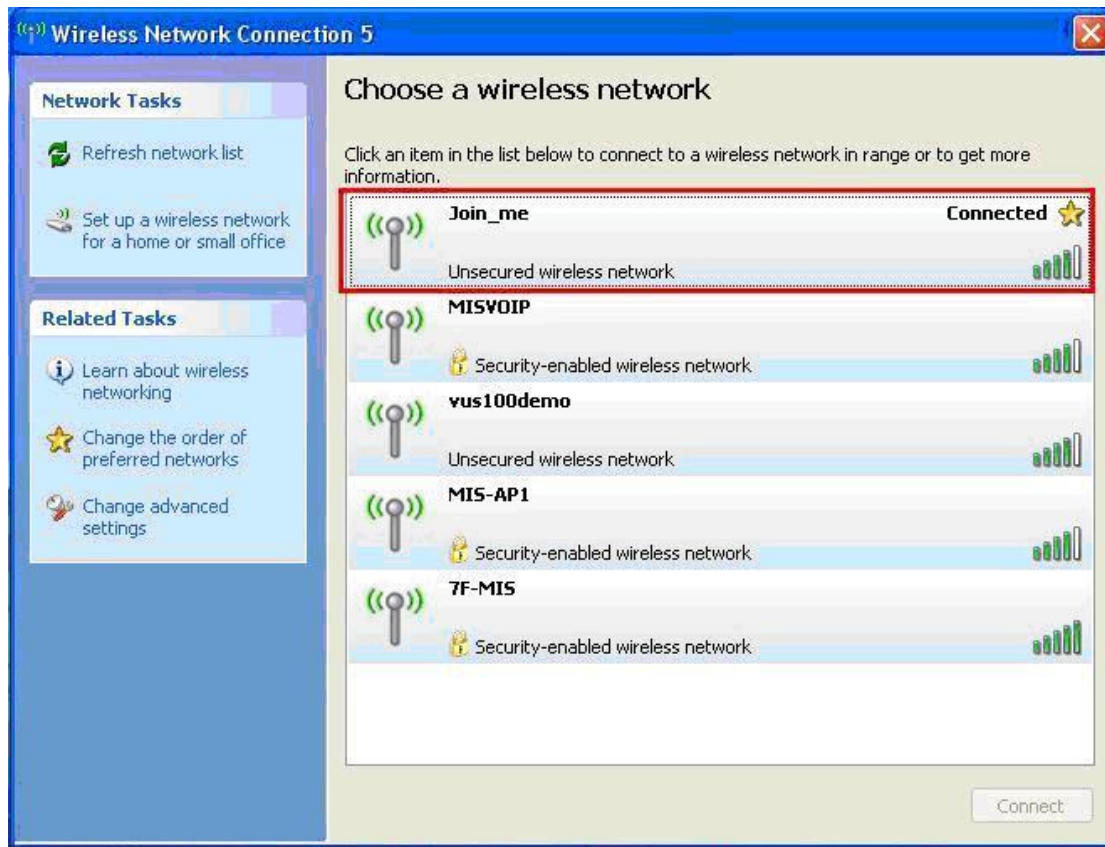 Wireless Network Connection 5
Network Tasks
Refresh network list
Set up a wireless network
for a home or small office
Related Tasks
Learn about wireless
networking
Change the order of
preferred networks
Change advanced
settings
Choose a wireless network
Click an item in the list below to connect to a wireless network in range or to get more
information.
Join_me Connected
Unsecured wireless network
MISVOIP
Security-enabled wireless network
vus100demo
Unsecured wireless network
MIS-AP1
Security-enabled wireless network
7F-MIS
Security-enabled wireless network
Connect